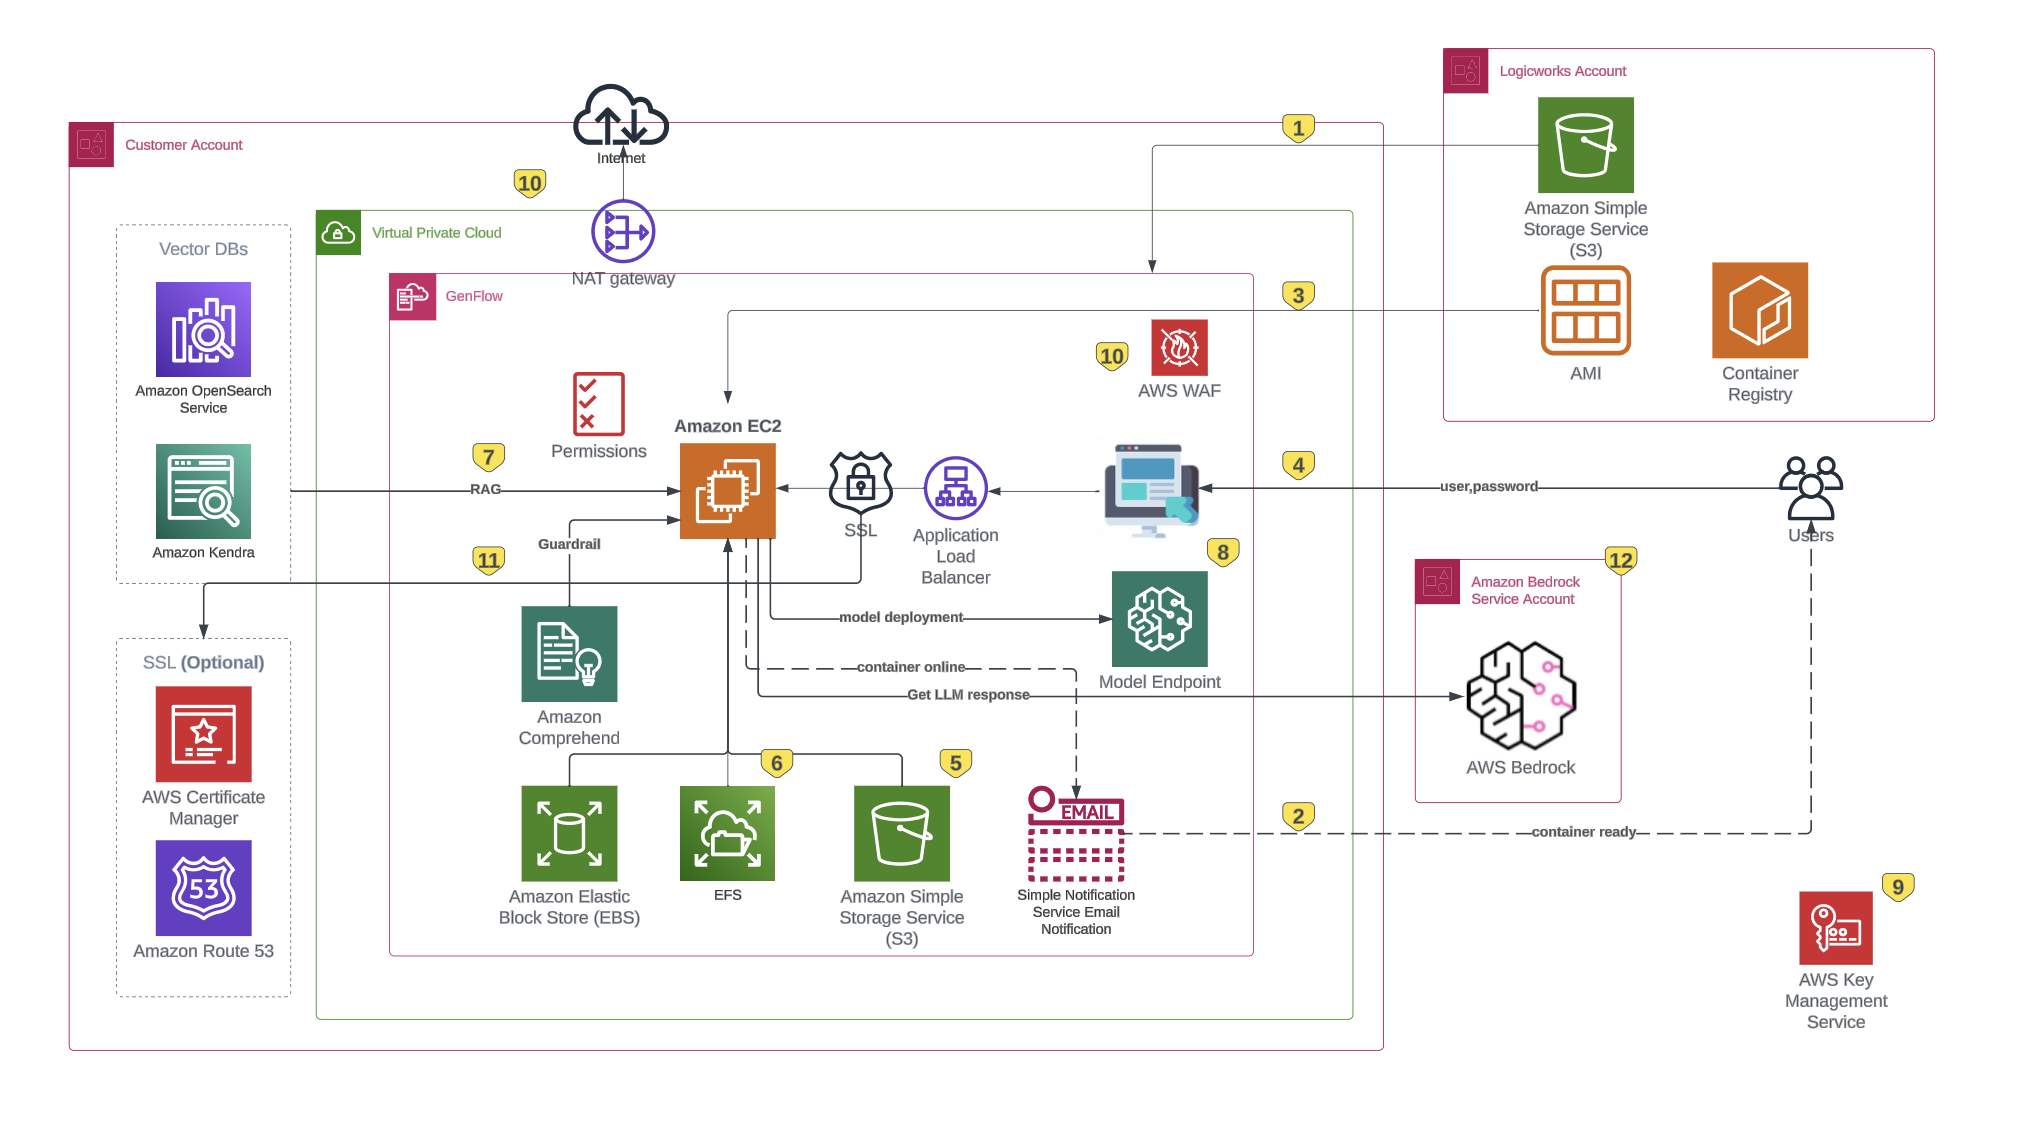 Logicworks Account
1
Customer Account
Internet
10
Amazon Simple
Storage Service
(S3)
Virtual Private Cloud
Vector DBs
NAT gateway
GenFlow
3
10
AWS WAF
AMI
Container
Registry
Amazon OpenSearch
Service
Permissions
Amazon EC2
7
RAG
4
user,password
SSL
Application
Load
Balancer
Users
Guardrail
Amazon Kendra
11
8
12
Amazon Bedrock
Service Account
model deployment
container online
Get LLM response
Model Endpoint
SSL (Optional)
Amazon
Comprehend
6
5
AWS Bedrock
AWS Certificate
Manager
EMAIL
2
container ready
53
Amazon Elastic
Block Store (EBS)
EFS
Amazon Simple
Storage Service
(S3)
Simple Notification
Service Email
Notification
9
Amazon Route 53
AWS Key
Management
Service